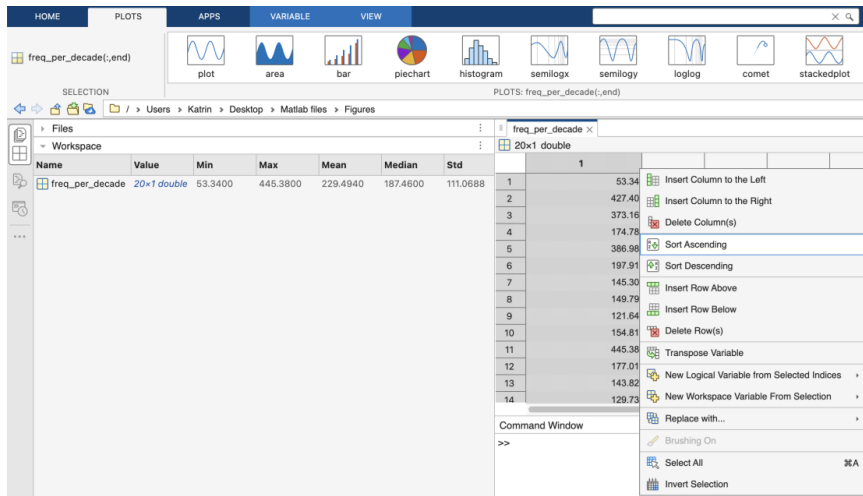 HOME PLOTS APPS VARIABLE VIEW
freq_per_decade(:,end)
plot area bar piechart histogram semilogx semilogy loglog comet stackedplot
SELECTION PLOTS: freq_per_decade(:,end)
/ › Users › Katrin › Desktop › Matlab files › Figures
Files
Workspace
Name Value Min Max Mean Median Std
freq_per_decade 20×1 double 53.3400 445.3800 229.4940 187.4600 111.0688
freq_per_decade ×
20×1 double
1
1 53.34
2 427.40
3 373.16
4 174.78
5 386.98
6 197.91
7 145.30
8 149.79
9 121.64
10 154.81
11 445.38
12 177.01
13 143.82
14 129.73
Insert Column to the Left
Insert Column to the Right
Delete Column(s)
Sort Ascending
Sort Descending
Insert Row Above
Insert Row Below
Delete Row(s)
Transpose Variable
New Logical Variable from Selected Indices
New Workspace Variable From Selection
Replace with...
Brushing On
Select All ⌘A
Invert Selection
Command Window
>>